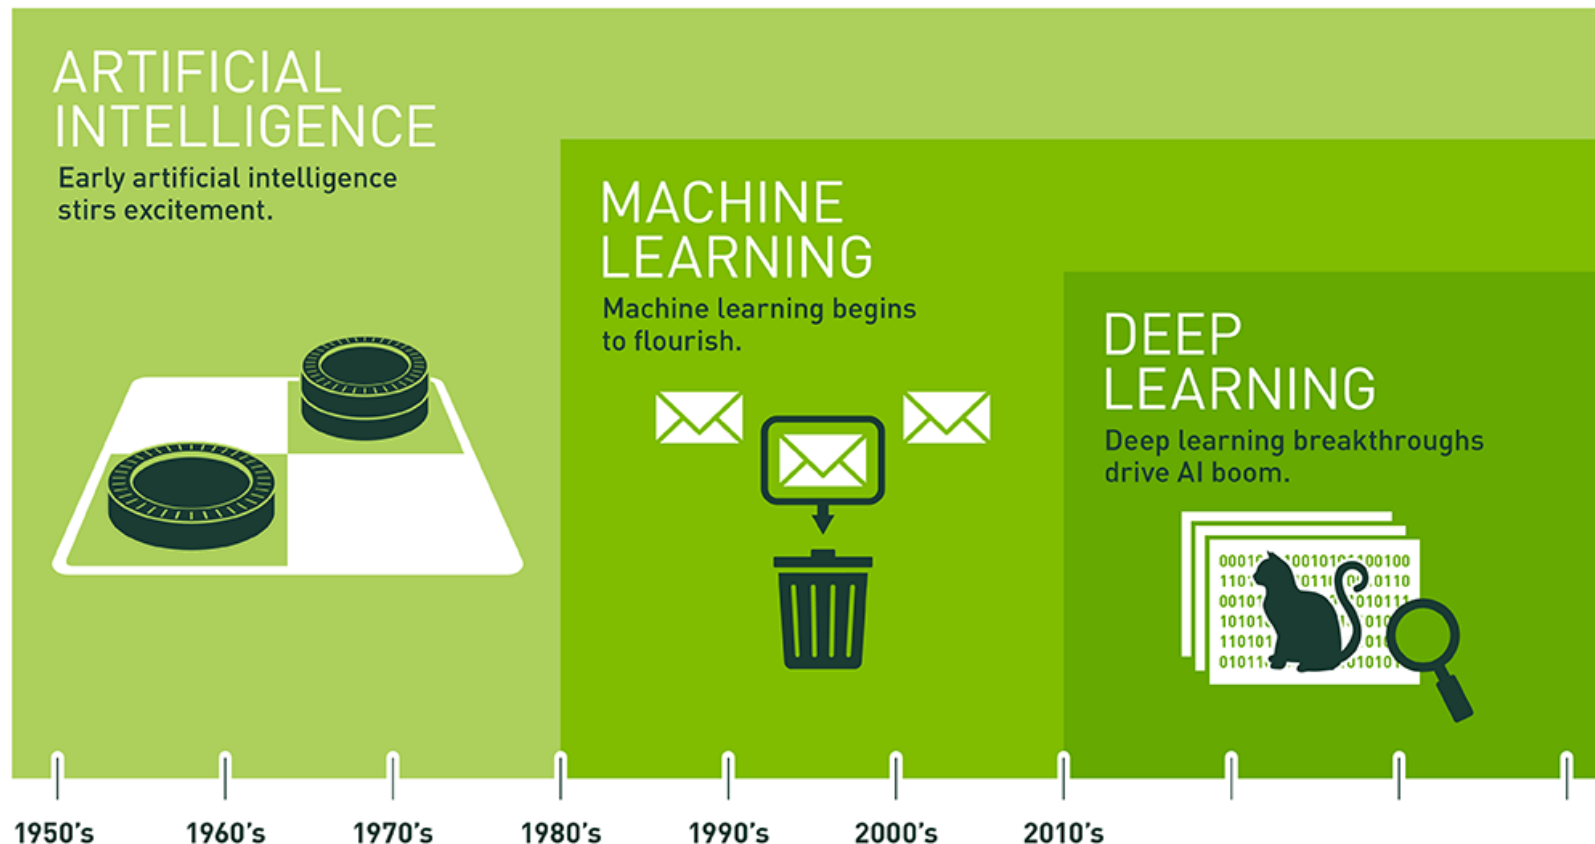 ARTIFICIAL
INTELLIGENCE
Early artificial intelligence
stirs excitement.
MACHINE
LEARNING
Machine learning begins
to flourish.
DEEP
LEARNING
Deep learning breakthroughs
drive AI boom.
1950's
1960's
1970's
1980's
1990's
2000's
2010's